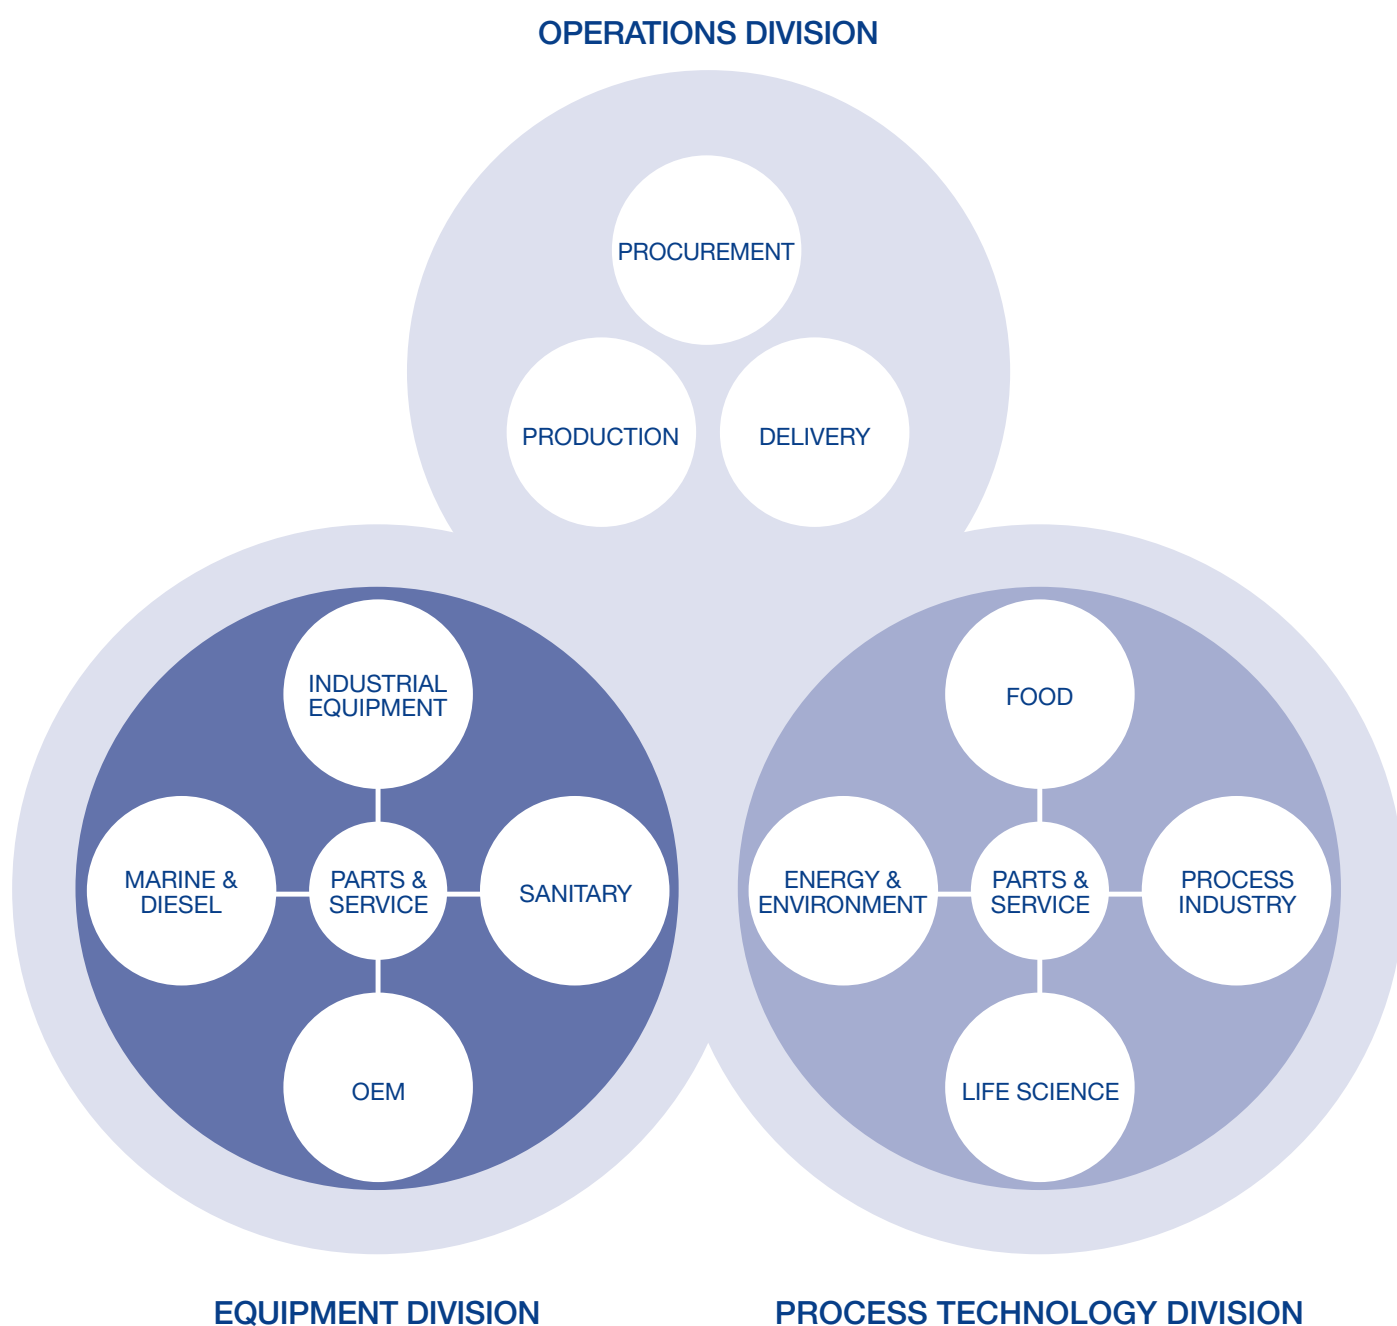 OPERATIONS DIVISION
PROCUREMENT
PRODUCTION
DELIVERY
INDUSTRIAL
EQUIPMENT
MARINE &
DIESEL
PARTS &
SERVICE
SANITARY
OEM
FOOD
ENERGY &
ENVIRONMENT
PARTS &
SERVICE
PROCESS
INDUSTRY
LIFE SCIENCE
EQUIPMENT DIVISION
PROCESS TECHNOLOGY DIVISION